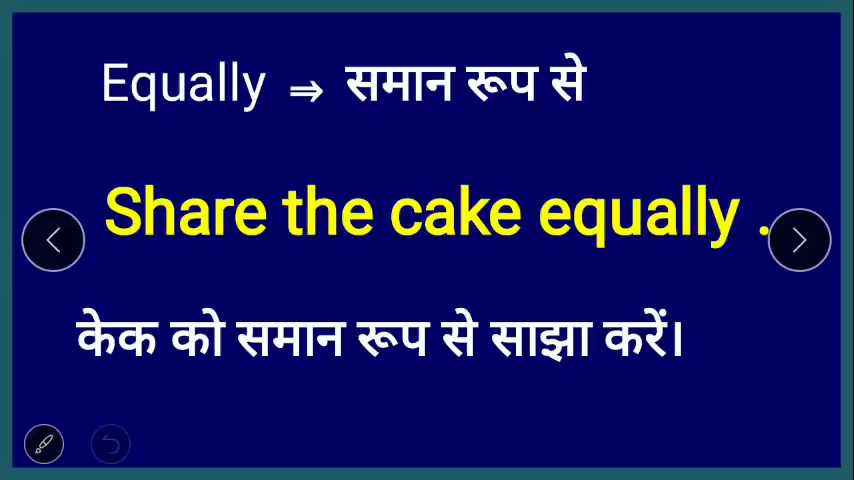 Equally ⇒ समान रूप से
Share the cake equally .
केक को समान रूप से साझा करें।